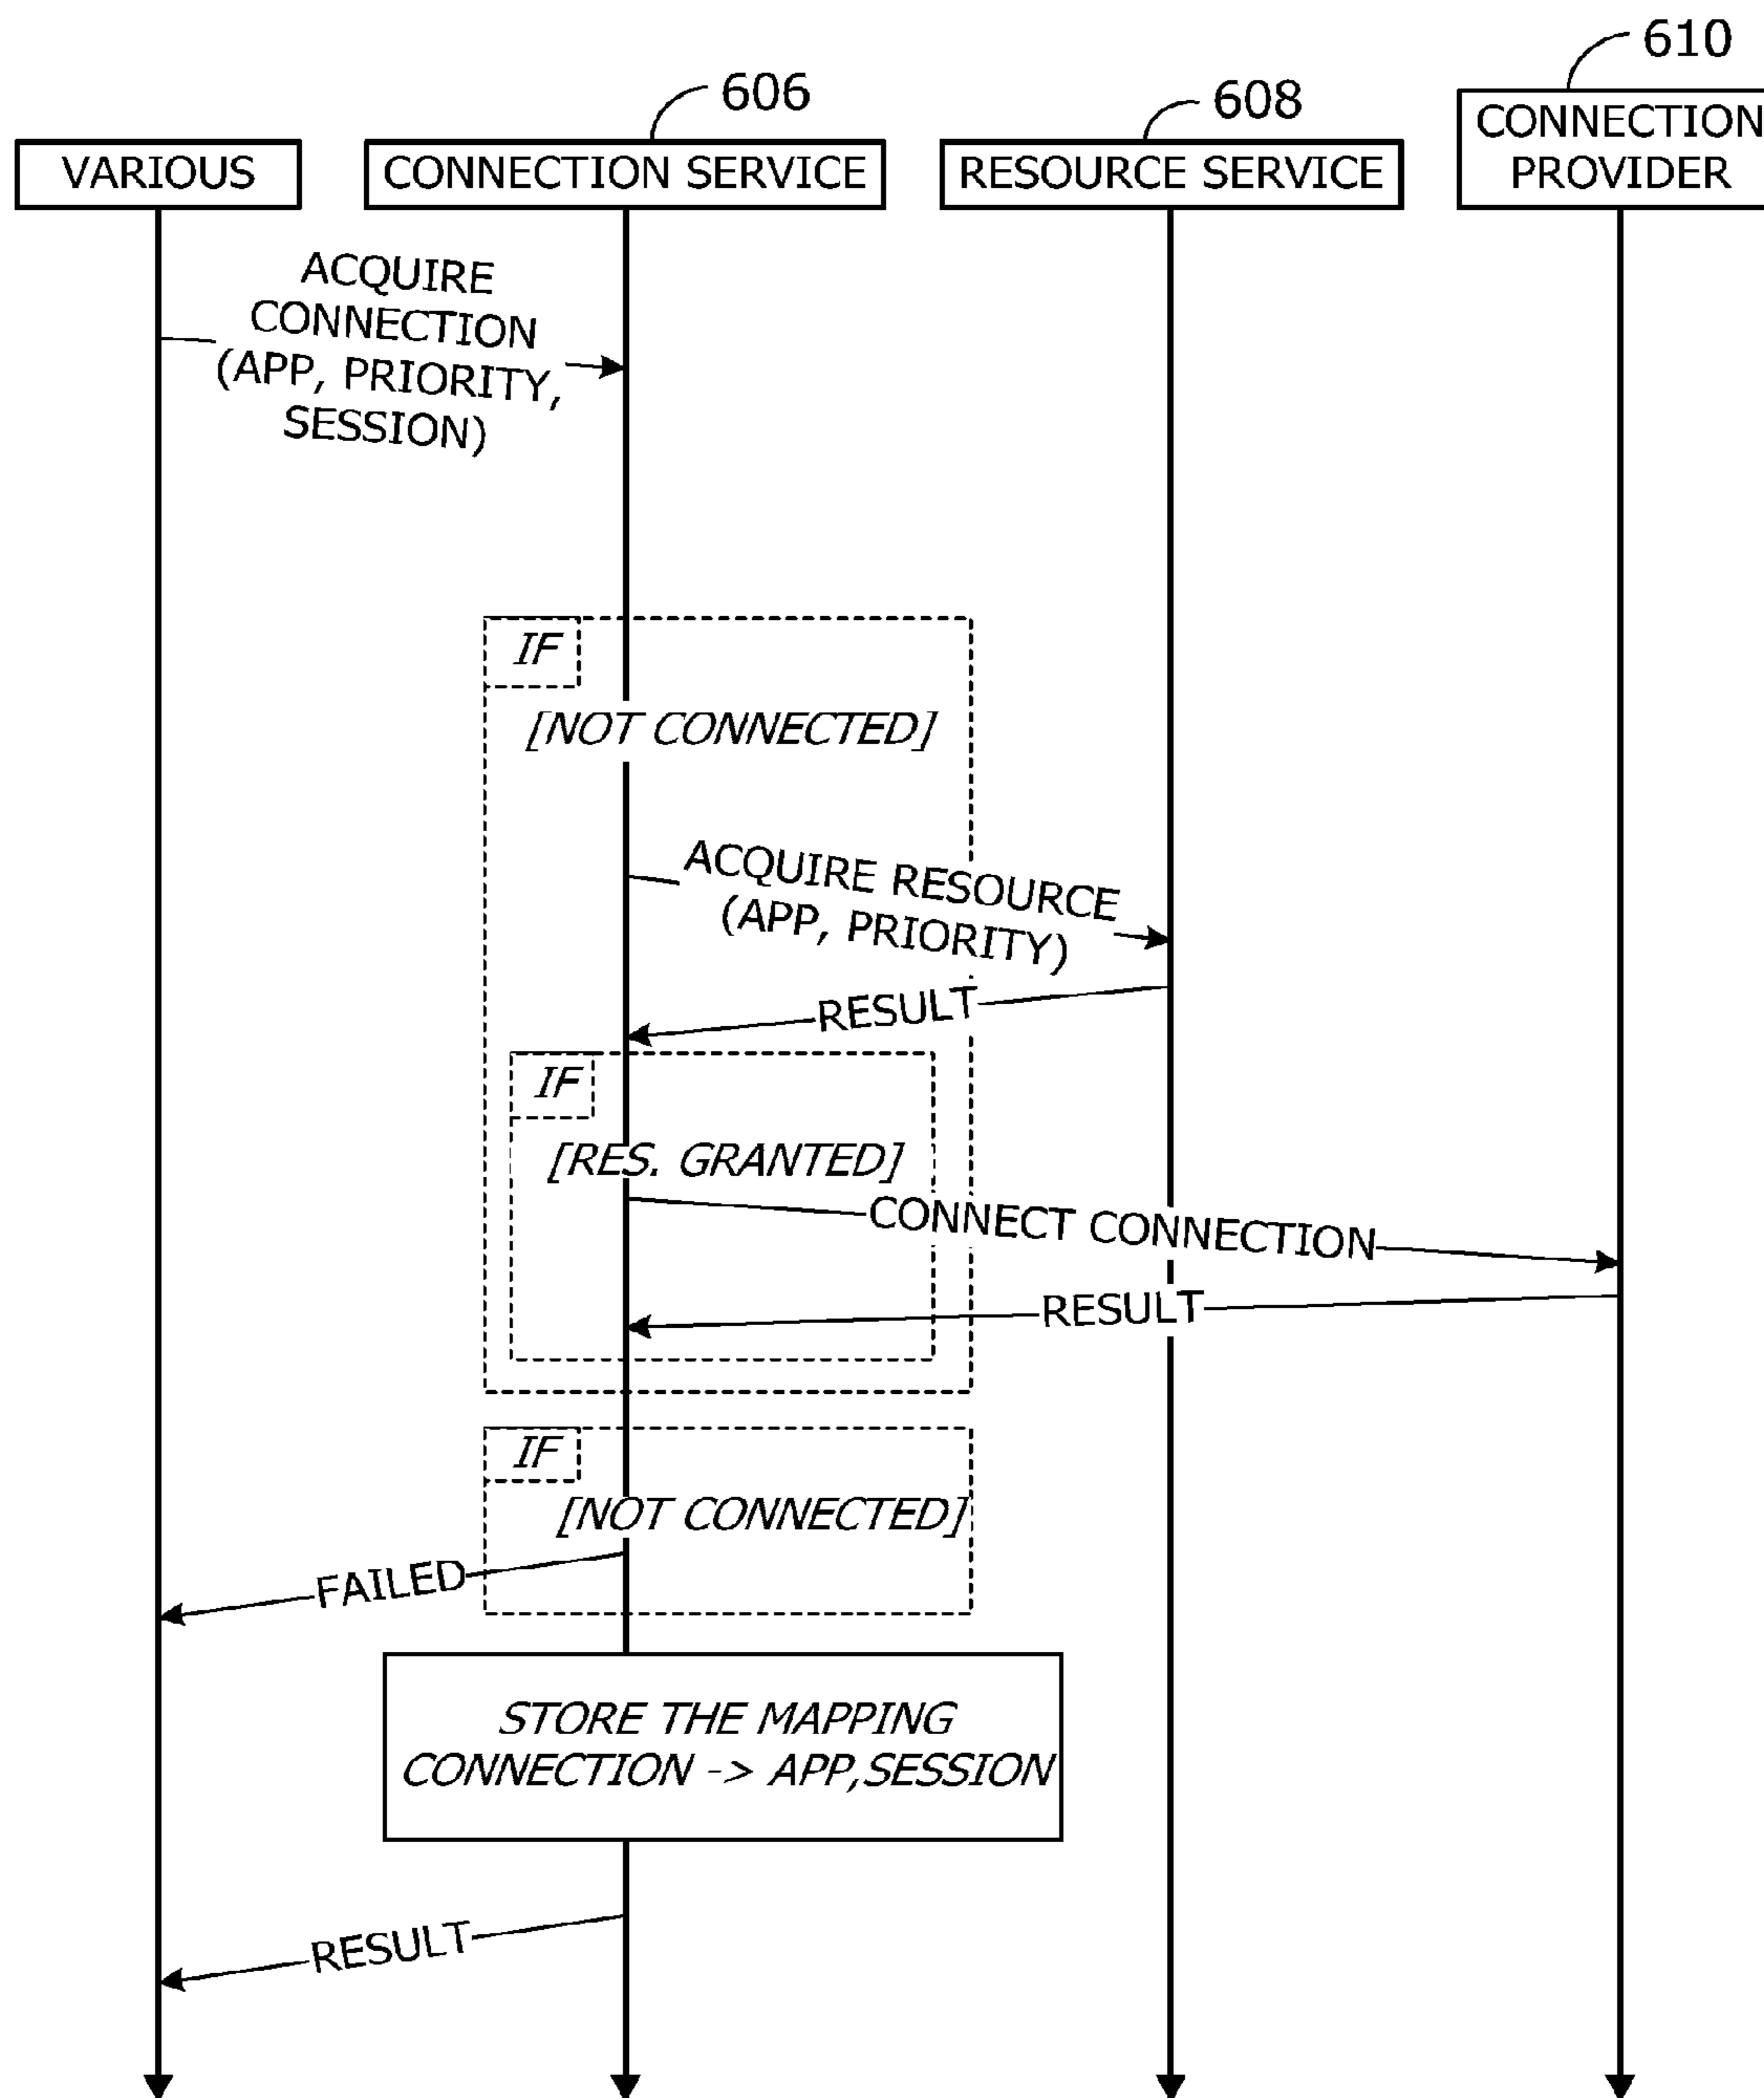 610
606
608
VARIOUS
CONNECTION SERVICE
RESOURCE SERVICE
CONNECTION
PROVIDER
ACQUIRE
CONNECTION
(APP, PRIORITY,
SESSION)
IF
[NOT CONNECTED]
ACQUIRE RESOURCE
(APP, PRIORITY)
RESULT
IF
[RES. GRANTED]
CONNECT CONNECTION
RESULT
IF
[NOT CONNECTED]
FAILED
STORE THE MAPPING
CONNECTION -> APP,SESSION
RESULT